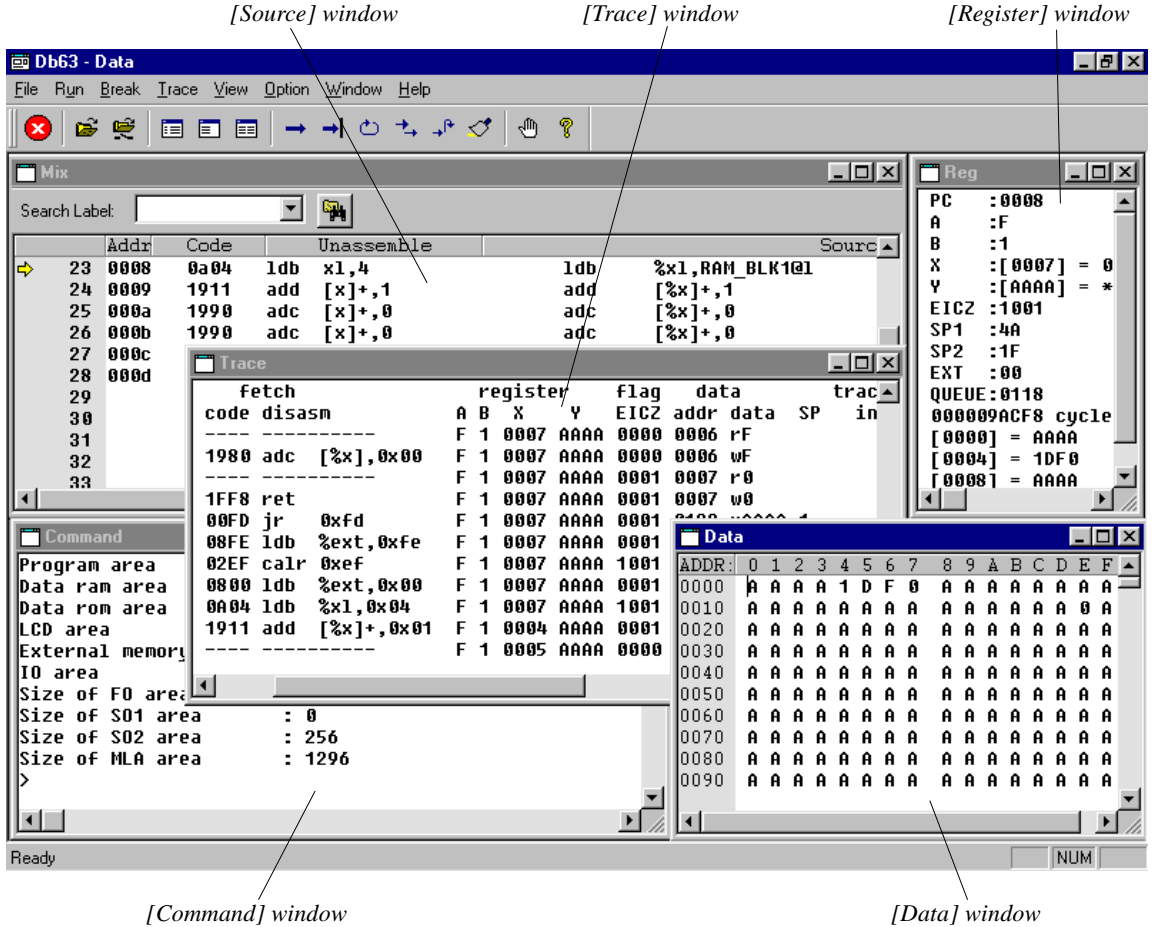 [Source] window [Trace] window [Register] window
Db63 - Data
File Run Break Trace View Option Window Help
Mix
Search Label:
Addr Code Unassemble Sourc
23 0008 0a04 ldb xl,4 ldb %xl,RAM_BLK1@l
24 0009 1911 add [x]+,1 add [%x]+,1
25 000a 1990 adc [x]+,0 adc [%x]+,0
26 000b 1990 adc [x]+,0 adc [%x]+,0
27 000c
28 000d
29
30
31
32
33
Reg
PC :0008
A :F
B :1
X :[0007] = 0
Y :[AAAA] = *
EICZ :1001
SP1 :4A
SP2 :1F
EXT :00
QUEUE:0118
000009ACF8 cycle
[0000] = AAAA
[0004] = 1DF0
[0008] = AAAA
Trace
fetch register flag data trac
code disasm A B X Y EICZ addr data SP in
---- ----------- F 1 0007 AAAA 0000 0006 rF
1980 adc [%x],0x00 F 1 0007 AAAA 0000 0006 wF
---- ----------- F 1 0007 AAAA 0001 0007 r0
1FF8 ret F 1 0007 AAAA 0001 0007 w0
00FD jr 0xfd F 1 0007 AAAA 0001
08FE ldb %ext,0xfe F 1 0007 AAAA 0001
02EF calr 0xef F 1 0007 AAAA 1001
0800 ldb %ext,0x00 F 1 0007 AAAA 0001
0A04 ldb %xl,0x04 F 1 0007 AAAA 1001
1911 add [%x]+,0x01 F 1 0004 AAAA 0001
---- ----------- F 1 0005 AAAA 0000
Command
Program area
Data ram area
Data rom area
LCD area
External memory
IO area
Size of FO area
Size of SO1 area : 0
Size of SO2 area : 256
Size of MLA area : 1296
>
Data
ADDR: 0 1 2 3 4 5 6 7 8 9 A B C D E F
0000 A A A A 1 D F 0 A A A A A A A A
0010 A A A A A A A A A A A A A A 0 A
0020 A A A A A A A A A A A A A A A A
0030 A A A A A A A A A A A A A A A A
0040 A A A A A A A A A A A A A A A A
0050 A A A A A A A A A A A A A A A A
0060 A A A A A A A A A A A A A A A A
0070 A A A A A A A A A A A A A A A A
0080 A A A A A A A A A A A A A A A A
0090 A A A A A A A A A A A A A A A A
Ready NUM
[Command] window [Data] window